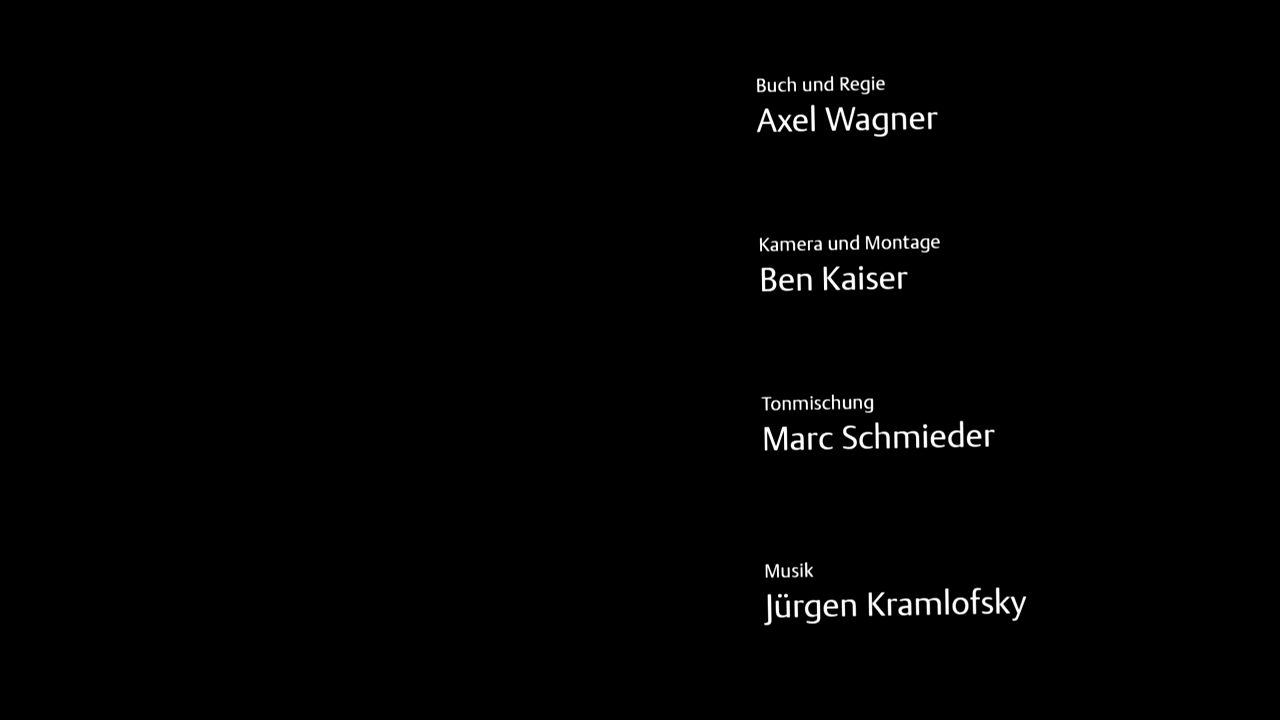 Buch und Regie
Axel Wagner
Kamera und Montage
Ben Kaiser
Tonmischung
Marc Schmieder
Musik
Jürgen Kramlofsky